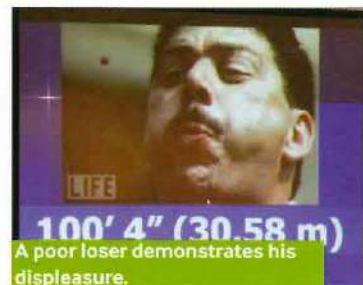 LIFE
100' 4" (30.58 m)
A poor loser demonstrates his
displeasure.